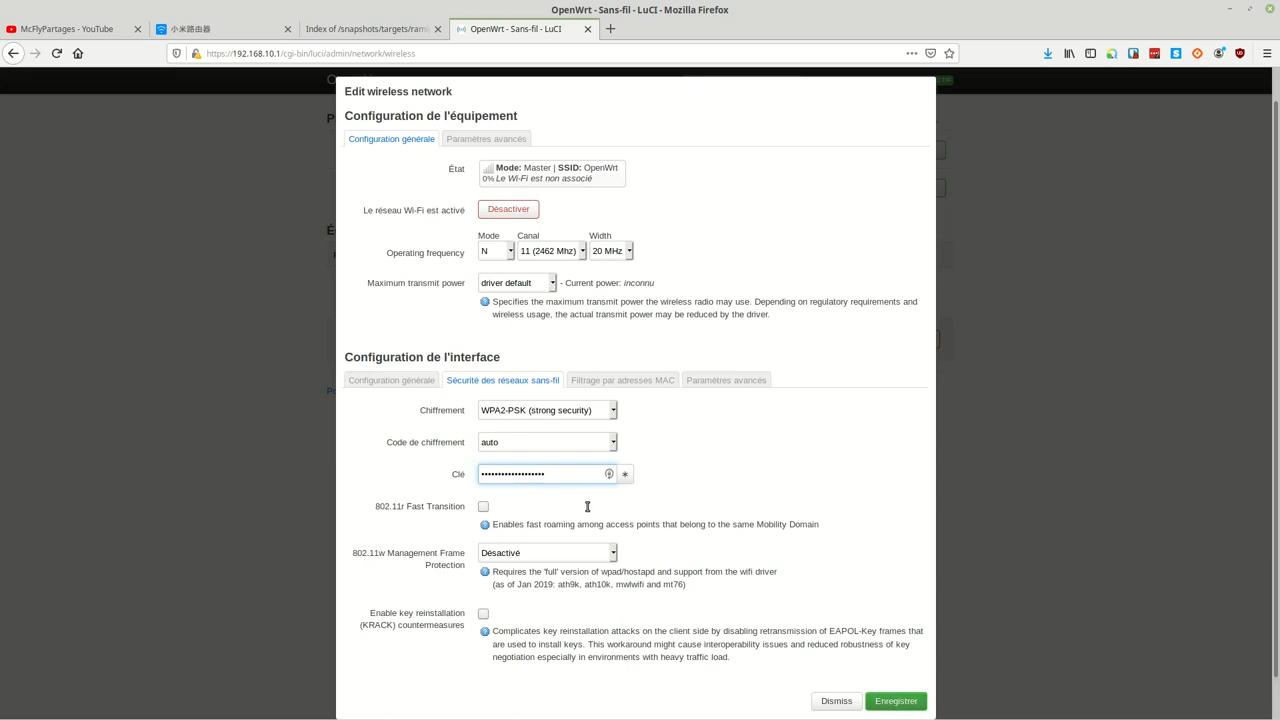 OpenWrt - Sans-fil - LuCI - Mozilla Firefox
McFlyPartages - YouTube
小米路由器
Index of /snapshots/targets/rami
OpenWrt - Sans-fil - LuCI
https://192.168.10.1/cgi-bin/luci/admin/network/wireless
Edit wireless network
Configuration de l'équipement
Configuration générale
Paramètres avancés
État
Mode: Master | SSID: OpenWrt
0% Le Wi-Fi est non associé
Le réseau Wi-Fi est activé
Désactiver
Mode Canal Width
Operating frequency
N 11 (2462 Mhz) 20 MHz
Maximum transmit power
driver default - Current power: inconnu
Specifies the maximum transmit power the wireless radio may use. Depending on regulatory requirements and
wireless usage, the actual transmit power may be reduced by the driver.
Configuration de l'interface
Configuration générale
Sécurité des réseaux sans-fil
Filtrage par adresses MAC
Paramètres avancés
Chiffrement
WPA2-PSK (strong security)
Code de chiffrement
auto
Clé
•••••••••••••••••••
802.11r Fast Transition
Enables fast roaming among access points that belong to the same Mobility Domain
802.11w Management Frame
Protection
Désactivé
Requires the 'full' version of wpad/hostapd and support from the wifi driver
(as of Jan 2019: ath9k, ath10k, mwlwifi and mt76)
Enable key reinstallation
(KRACK) countermeasures
Complicates key reinstallation attacks on the client side by disabling retransmission of EAPOL-Key frames that
are used to install keys. This workaround might cause interoperability issues and reduced robustness of key
negotiation especially in environments with heavy traffic load.
Dismiss
Enregistrer